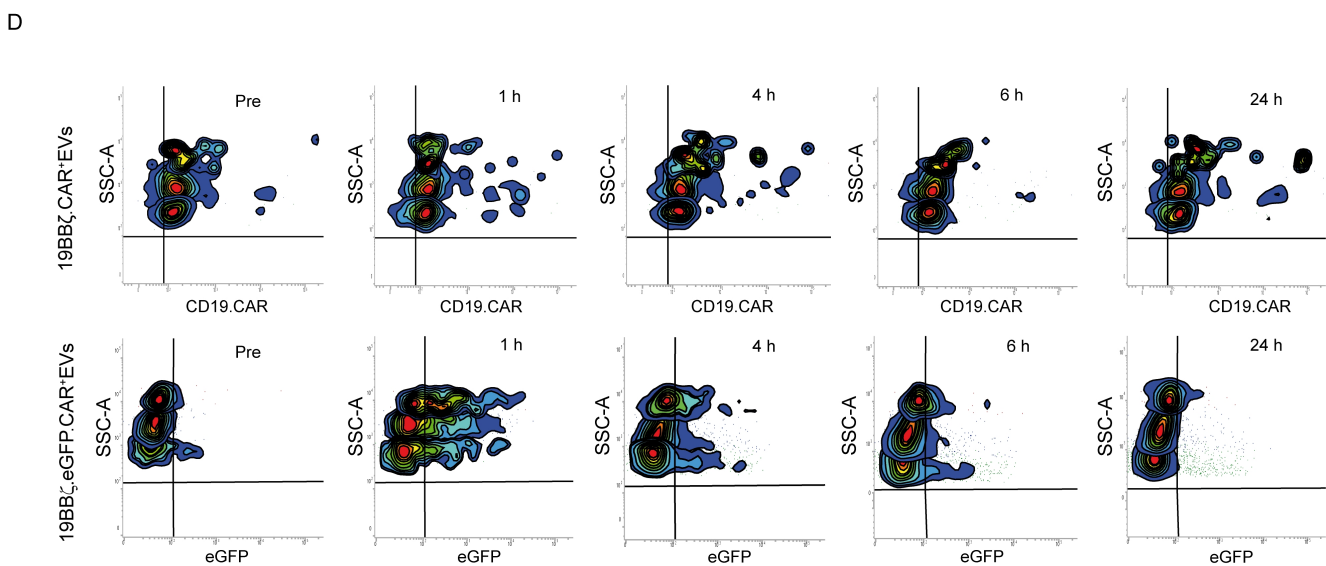 D
19BBζ.CAR⁺EVs
SSC-A
Pre
CD19.CAR
SSC-A
1 h
CD19.CAR
SSC-A
4 h
CD19.CAR
SSC-A
6 h
CD19.CAR
SSC-A
24 h
CD19.CAR
19BBζ.eGFP.CAR⁺EVs
SSC-A
Pre
eGFP
SSC-A
1 h
eGFP
SSC-A
4 h
eGFP
SSC-A
6 h
eGFP
SSC-A
24 h
eGFP